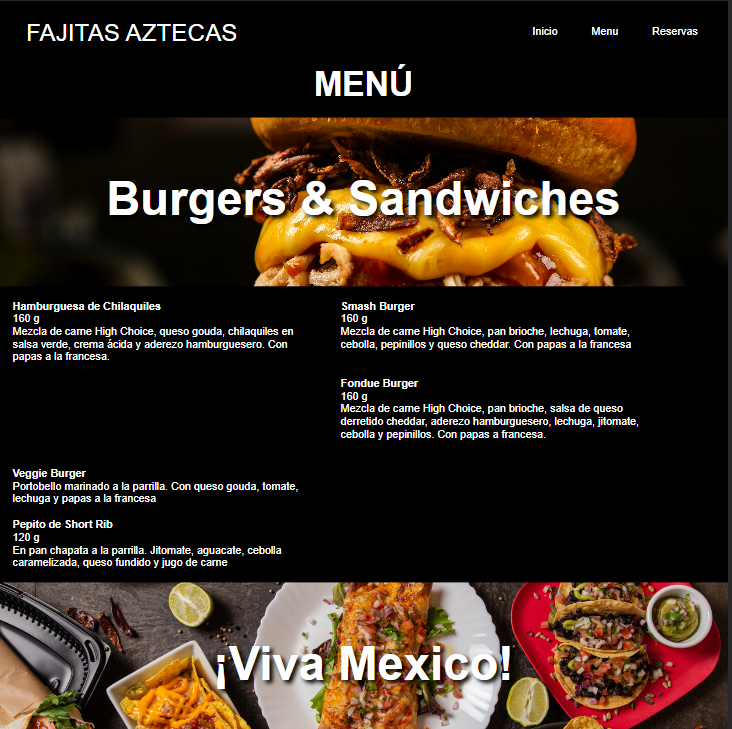 FAJITAS AZTECAS
Inicio
Menu
Reservas
MENÚ
Burgers & Sandwiches
Hamburguesa de Chilaquiles
160 g
Mezcla de carne High Choice, queso gouda, chilaquiles en
salsa verde, crema ácida y aderezo hamburguesero. Con
papas a la francesa.
Smash Burger
160 g
Mezcla de carne High Choice, pan brioche, lechuga, tomate,
cebolla, pepinillos y queso cheddar. Con papas a la francesa
Fondue Burger
160 g
Mezcla de carne High Choice, pan brioche, salsa de queso
derretido cheddar, aderezo hamburguesero, lechuga, jitomate,
cebolla y pepinillos. Con papas a francesa.
Veggie Burger
Portobello marinado a la parrilla. Con queso gouda, tomate,
lechuga y papas a la francesa
Pepito de Short Rib
120 g
En pan chapata a la parrilla. Jitomate, aguacate, cebolla
caramelizada, queso fundido y jugo de carne
¡Viva Mexico!